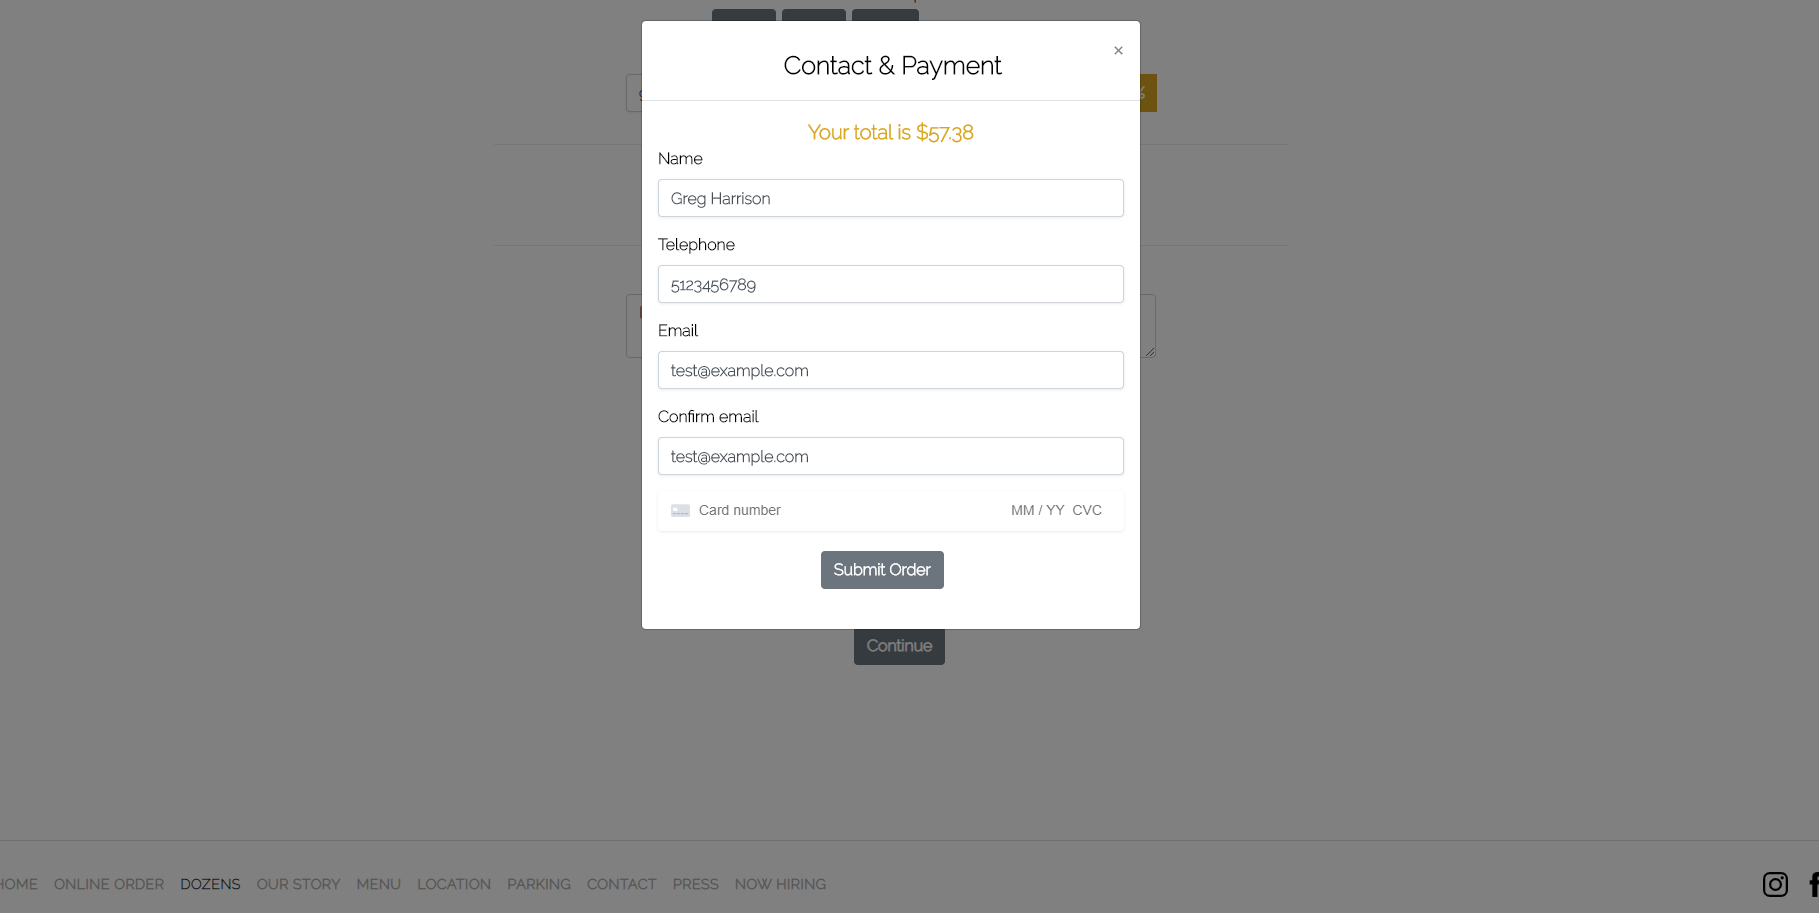 ×
Contact & Payment
Your total is $57.38
Name
Greg Harrison
Telephone
5123456789
Email
test@example.com
Confirm email
test@example.com
Card number MM / YY CVC
Submit Order
Continue
HOME ONLINE ORDER DOZENS OUR STORY MENU LOCATION PARKING CONTACT PRESS NOW HIRING